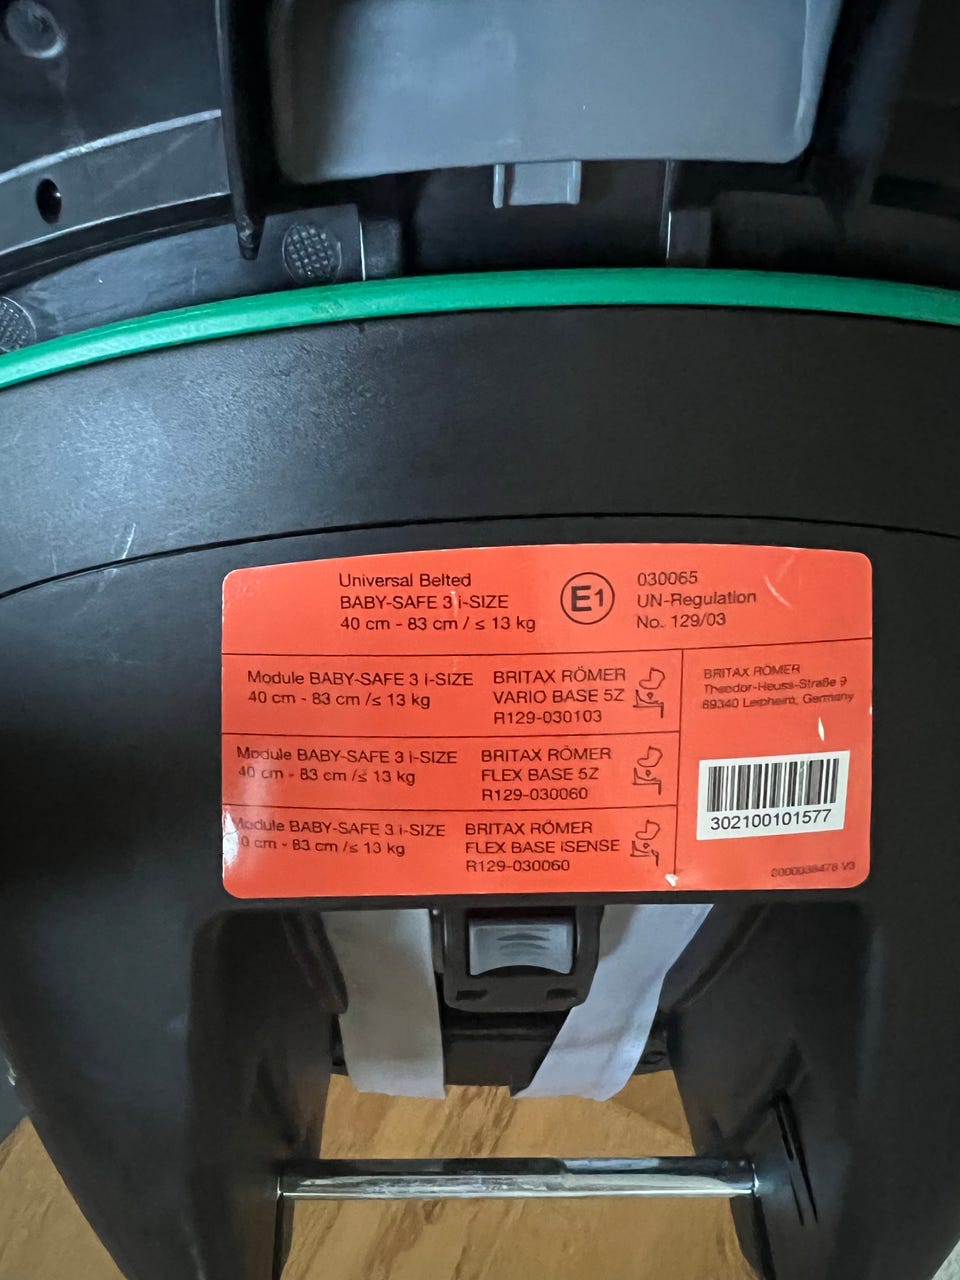 Universal Belted
BABY-SAFE 3 i-SIZE
40 cm - 83 cm / ≤ 13 kg
E1
030065
UN-Regulation
No. 129/03
Module BABY-SAFE 3 i-SIZE
40 cm - 83 cm /≤ 13 kg
BRITAX RÖMER
VARIO BASE 5Z
R129-030103
Module BABY-SAFE 3 i-SIZE
40 cm - 83 cm /≤ 13 kg
BRITAX RÖMER
FLEX BASE 5Z
R129-030060
Module BABY-SAFE 3 i-SIZE
0 cm - 83 cm /≤ 13 kg
BRITAX RÖMER
FLEX BASE iSENSE
R129-030060
BRITAX RÖMER
Theodor-Heuss-Straße 9
89340 Leipheim, Germany
302100101577
2000038478 V3